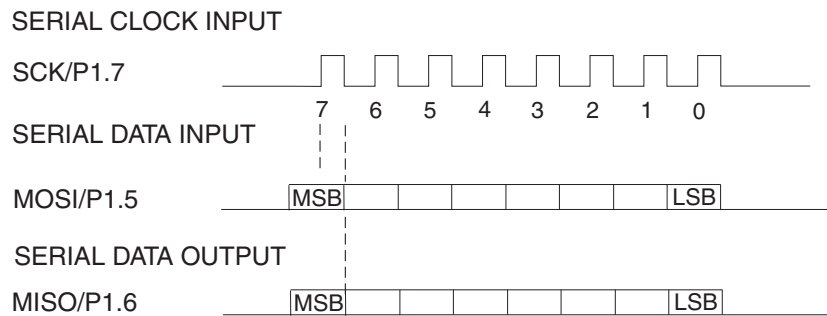 SERIAL CLOCK INPUT
SCK/P1.7
7 6 5 4 3 2 1 0
SERIAL DATA INPUT
MOSI/P1.5
MSB LSB
SERIAL DATA OUTPUT
MISO/P1.6
MSB LSB